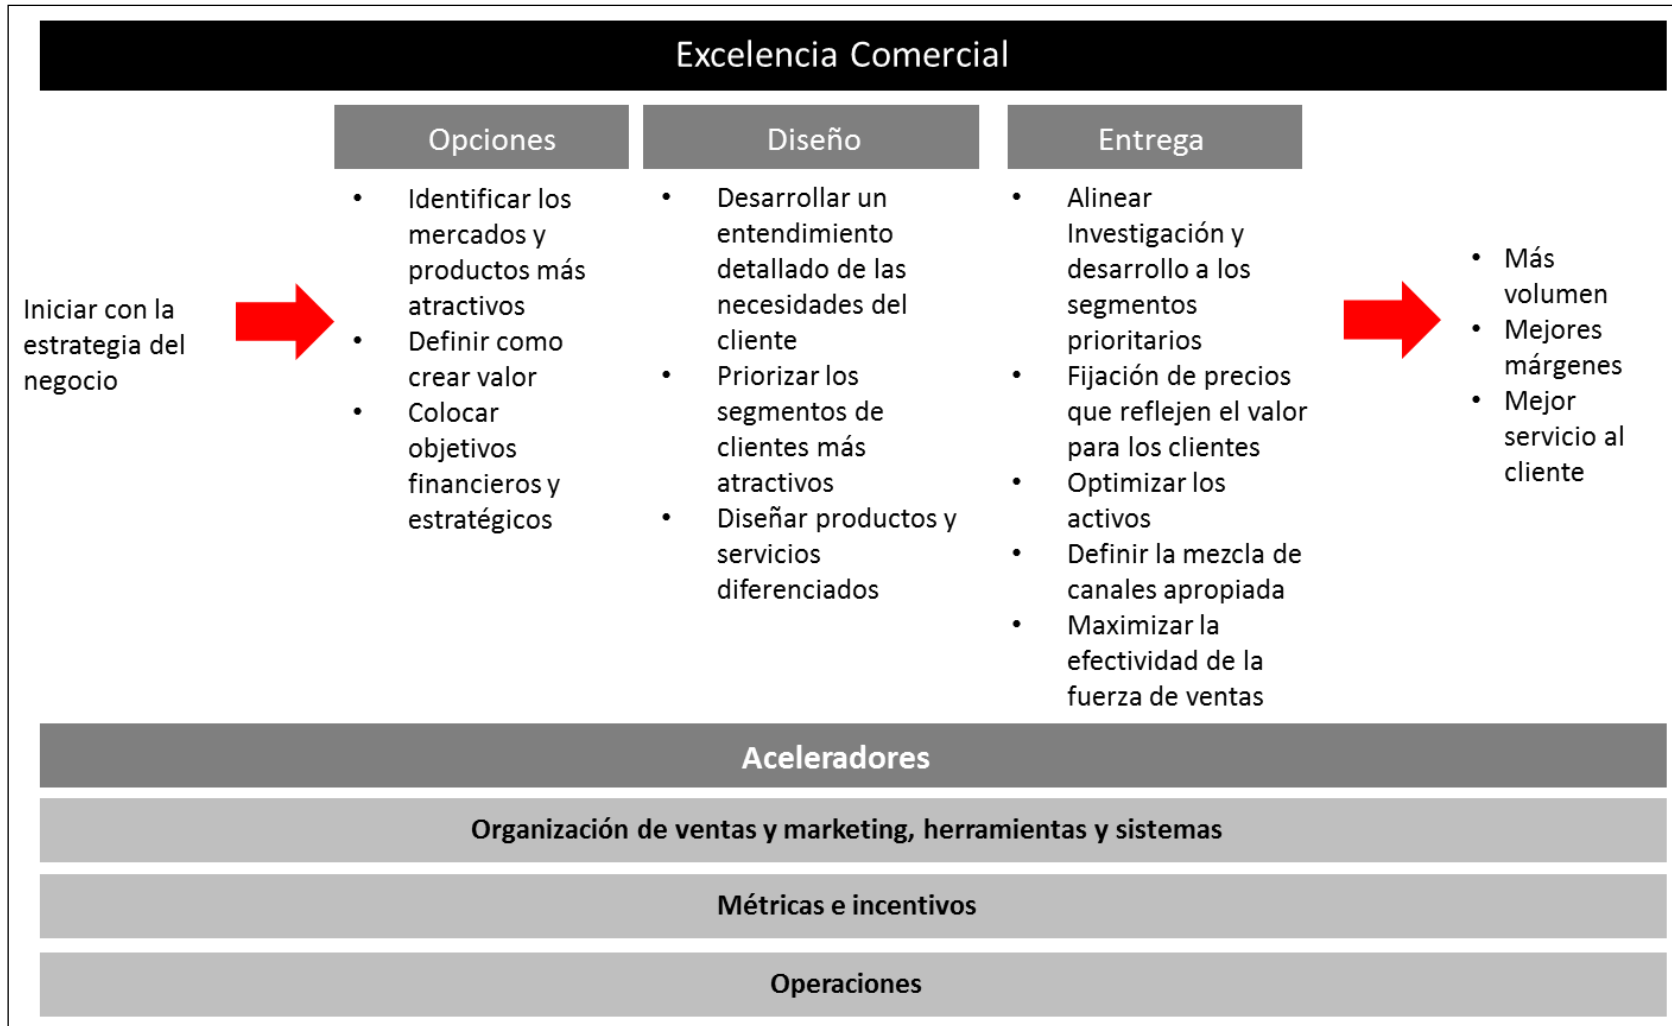 Excelencia Comercial
Iniciar con la
estrategia del
negocio
Opciones
• Identificar los
mercados y
productos más
atractivos
• Definir como
crear valor
• Colocar
objetivos
financieros y
estratégicos
Diseño
• Desarrollar un
entendimiento
detallado de las
necesidades del
cliente
• Priorizar los
segmentos de
clientes más
atractivos
• Diseñar productos y
servicios
diferenciados
Entrega
• Alinear
Investigación y
desarrollo a los
segmentos
prioritarios
• Fijación de precios
que reflejen el valor
para los clientes
• Optimizar los
activos
• Definir la mezcla de
canales apropiada
• Maximizar la
efectividad de la
fuerza de ventas
• Más
volumen
• Mejores
márgenes
• Mejor
servicio al
cliente
Aceleradores
Organización de ventas y marketing, herramientas y sistemas
Métricas e incentivos
Operaciones